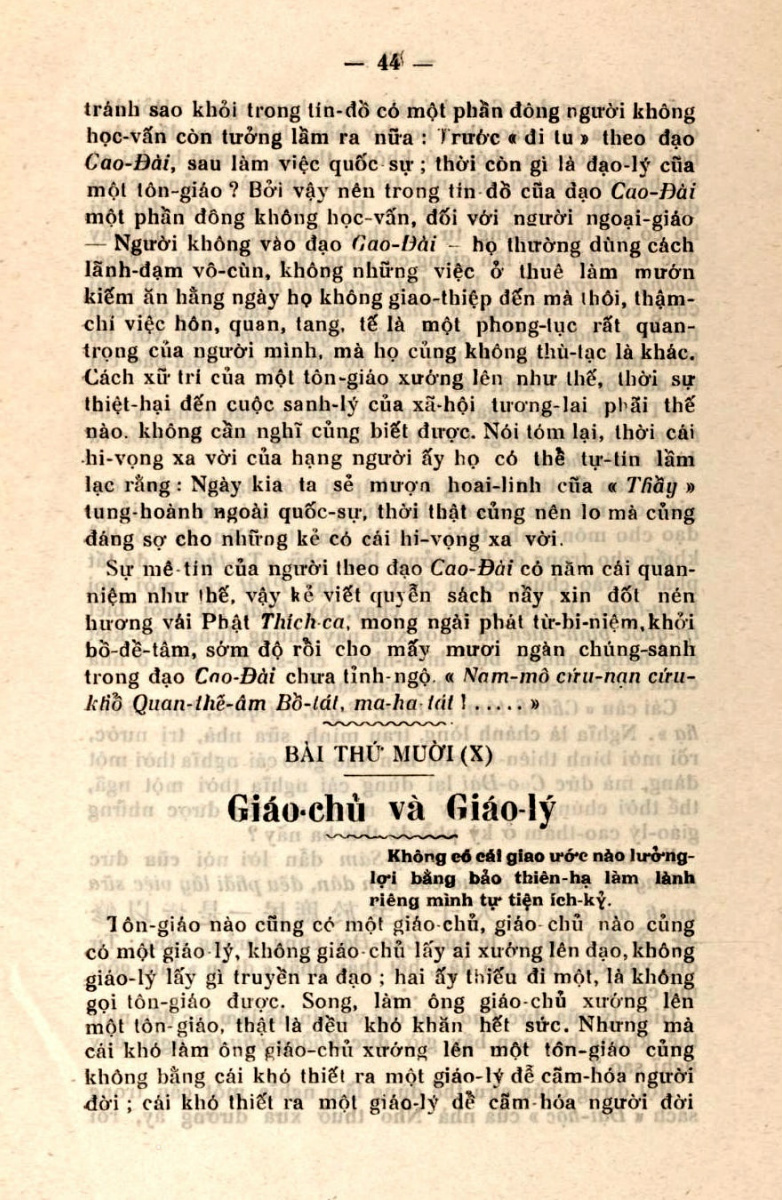 — 44 —
tránh sao khỏi trong tín-đồ có một phần đông người không
học-vấn còn tưởng lầm ra nữa : Trước « đi tu » theo đạo
Cao-Đài, sau làm việc quốc-sự ; thời còn gì là đạo-lý của
một tôn-giáo ? Bởi vậy nên trong tín-đồ của đạo Cao-Đài
một phần đông không học-vấn, đối với người ngoại-giáo
— Người không vào đạo Cao-Đài — họ thường dùng cách
lãnh-đạm vô-cùn, không những việc ở thuê làm mướn
kiếm ăn hằng ngày họ không giao-thiệp đến mà thôi, thậm-
chí việc hôn, quan, tang, tế là một phong-tục rất quan-
trọng của người mình, mà họ cũng không thù-tạc là khác.
Cách xữ trí của một tôn-giáo xướng lên như thế, thời sự
thiệt-hại đến cuộc sanh-lý của xã-hội tương-lai phãi thế
nào, không cần nghĩ củng biết được. Nói tóm lại, thời cái
hi-vọng xa vời của hạng người ấy họ có thể tự-tin lầm
lạc rằng : Ngày kia ta sẻ mượn hoai-linh cũa « Thầy »
tung-hoành ngoài quốc-sự, thời thật củng nên lo mà củng
đáng sợ cho những kẻ có cái hi-vọng xa vời.
Sự mê-tín của người theo đạo Cao-Đài có năm cái quan-
niệm như thế, vậy kẻ viết quyễn sách nầy xin đốt nén
hương vái Phật Thích-ca, mong ngài phát từ-bi-niệm, khởi
bồ-đề-tâm, sớm độ rồi cho mấy mươi ngàn chúng-sanh
trong đạo Cao-Đài chưa tỉnh-ngộ. « Nam-mô cứu-nạn cứu-
khổ Quan-thế-âm Bồ-tát, ma-ha-tát ! ..... »
BÀI THỨ MƯỜI (X)
Giáo-chủ và Giáo-lý
Không có cái giao ước nào lưởng-
lợi bằng bảo thiên-hạ làm lành
riêng mình tự tiện ích-kỷ.
Tôn-giáo nào cũng có một giáo-chủ, giáo-chủ nào củng
có một giáo-lý, không giáo-chủ lấy ai xướng lên đạo, không
giáo-lý lấy gì truyền ra đạo ; hai ấy thiếu đi một, là không
gọi tôn-giáo được. Song, làm ông giáo-chủ xướng lên
một tôn-giáo, thật là đều khó khăn hết sức. Nhưng mà
cái khó làm ông giáo-chủ xướng lên một tôn-giáo củng
không bằng cái khó thiết ra một giáo-lý dễ cãm-hóa người
đời ; cái khó thiết ra một giáo-lý dề cãm-hóa người đời